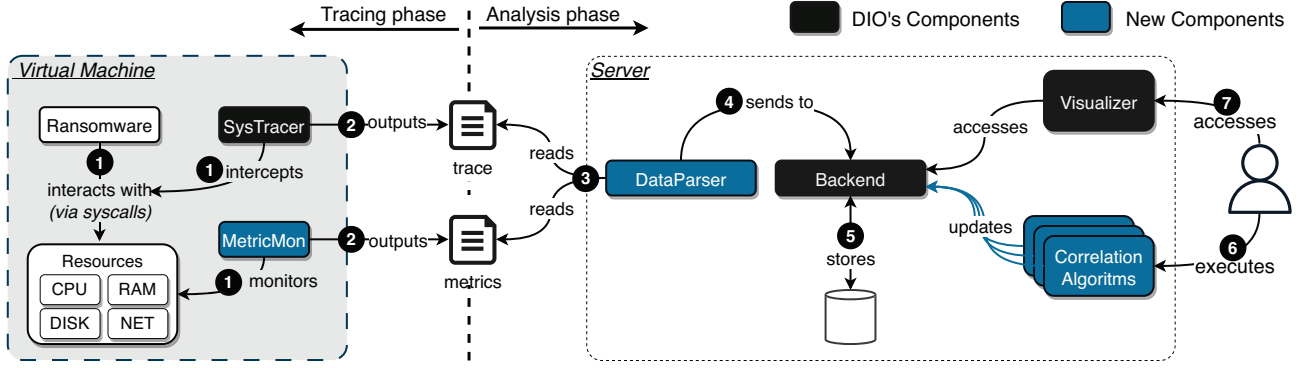 Tracing phase
Analysis phase
DIO's Components
New Components
Virtual Machine
Ransomware
SysTracer
1
interacts with
(via syscalls)
1
intercepts
2
outputs
trace
MetricMon
1
monitors
2
outputs
metrics
Resources
CPU
RAM
DISK
NET
Server
reads
3
reads
DataParser
4
sends to
Backend
5
stores
accesses
Visualizer
updates
Correlation
Algoritms
7
accesses
6
executes